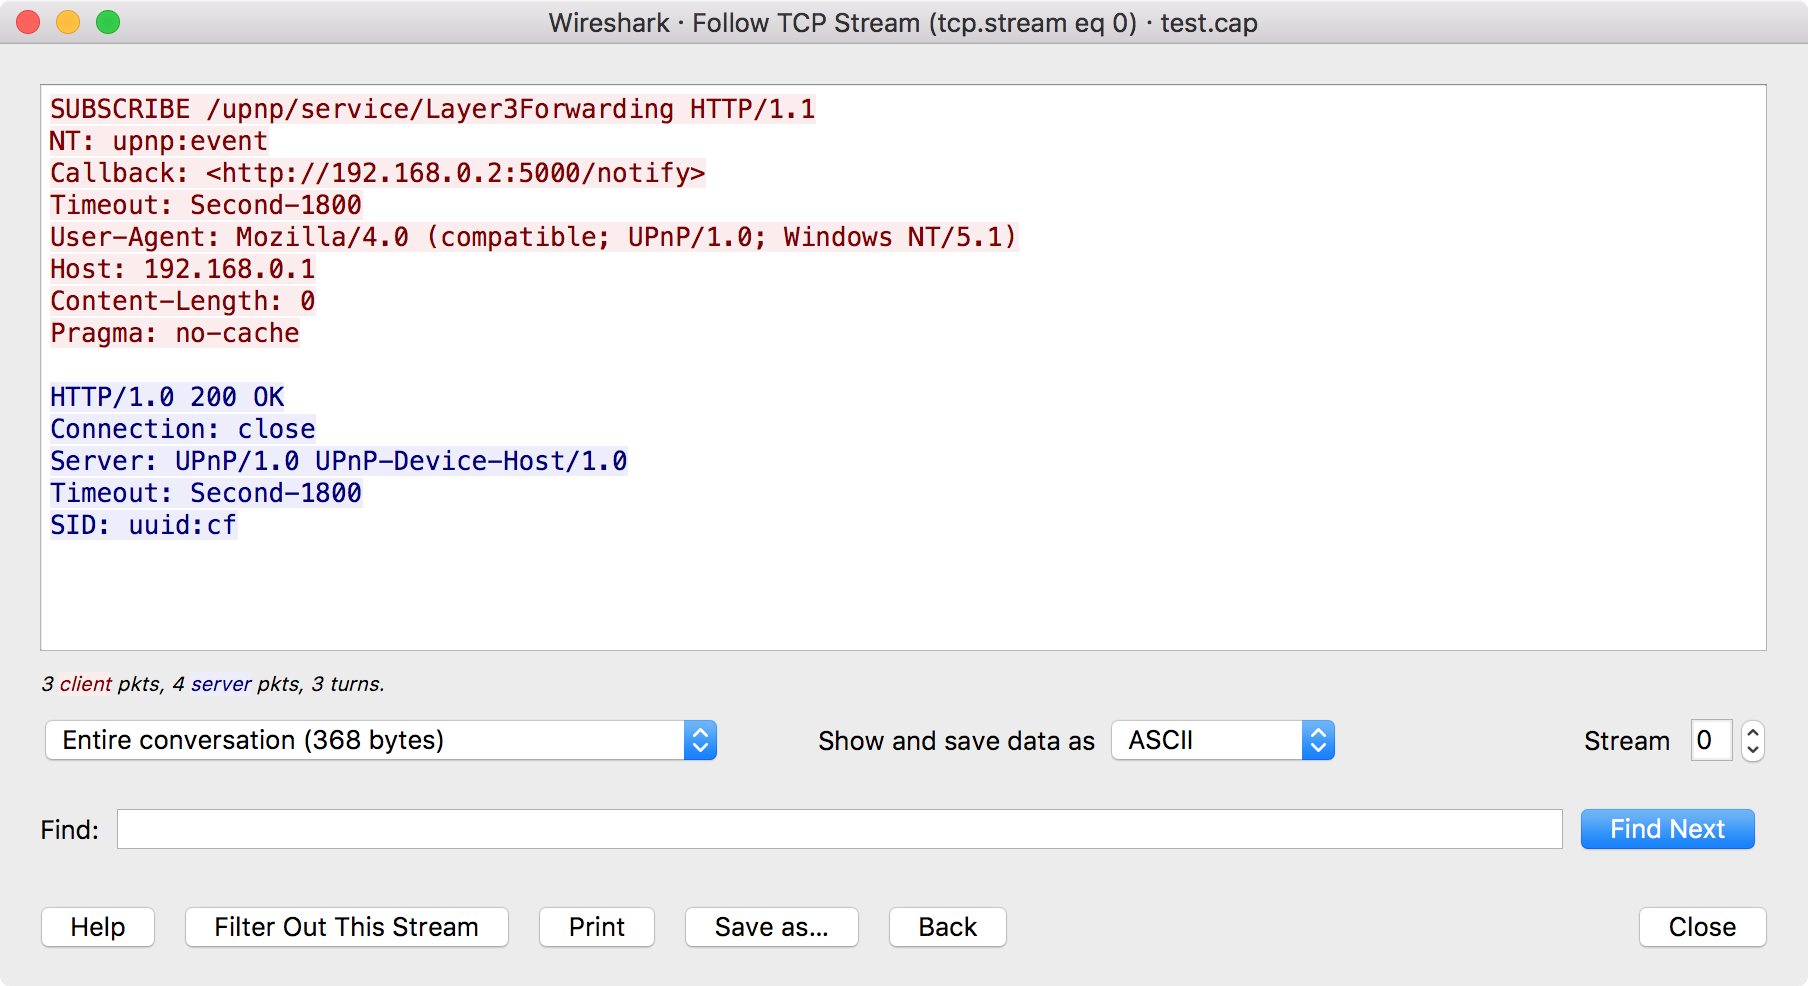 Wireshark · Follow TCP Stream (tcp.stream eq 0) · test.cap
SUBSCRIBE /upnp/service/Layer3Forwarding HTTP/1.1
NT: upnp:event
Callback: <http://192.168.0.2:5000/notify>
Timeout: Second-1800
User-Agent: Mozilla/4.0 (compatible; UPnP/1.0; Windows NT/5.1)
Host: 192.168.0.1
Content-Length: 0
Pragma: no-cache
HTTP/1.0 200 OK
Connection: close
Server: UPnP/1.0 UPnP-Device-Host/1.0
Timeout: Second-1800
SID: uuid:cf
3 client pkts, 4 server pkts, 3 turns.
Entire conversation (368 bytes) Show and save data as ASCII Stream 0
Find: Find Next
Help Filter Out This Stream Print Save as... Back Close